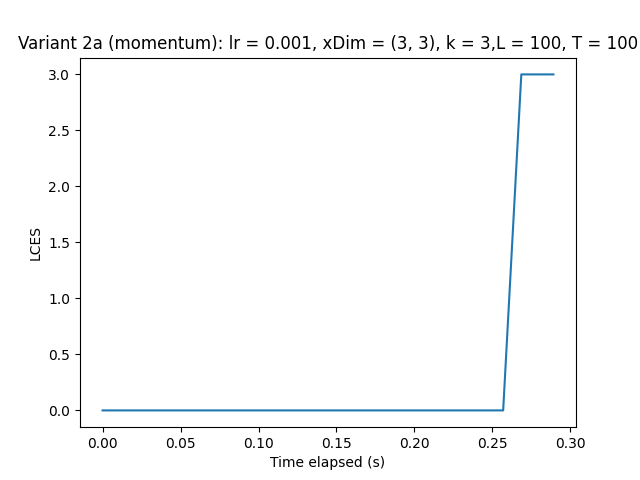 Variant 2a (momentum): lr = 0.001, xDim = (3, 3), k = 3,L = 100, T = 100
3.0
2.5
2.0
1.5
1.0
0.5
0.0
LCES
0.00 0.05 0.10 0.15 0.20 0.25 0.30
Time elapsed (s)